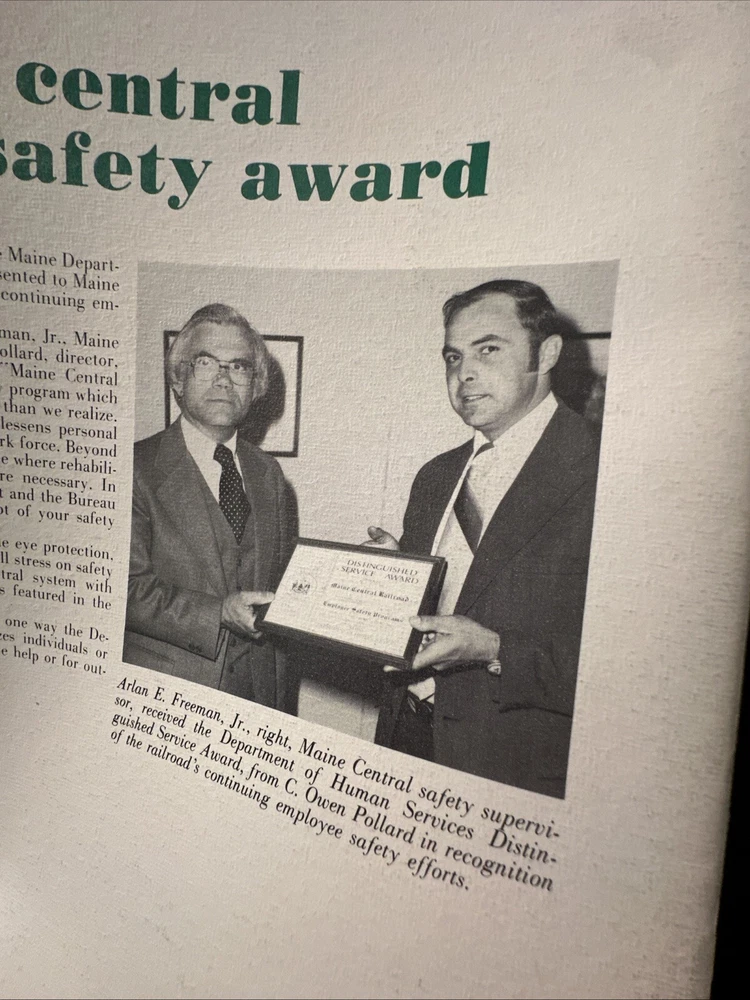 central
safety award
Maine Depart-
sented to Maine
continuing em-
man, Jr., Maine
ollard, director,
"Maine Central
program which
than we realize.
lessens personal
rk force. Beyond
e where rehabili-
re necessary. In
t and the Bureau
ot of your safety
e eye protection,
ll stress on safety
tral system with
s featured in the
one way the De-
zes individuals or
e help or for out-
DISTINGUISHED
SERVICE AWARD
Maine Central Railroad
Employee Safety Program
Arlan E. Freeman, Jr., right, Maine Central safety supervi-
sor, received the Department of Human Services Distin-
guished Service Award, from C. Owen Pollard in recognition
of the railroad's continuing employee safety efforts.